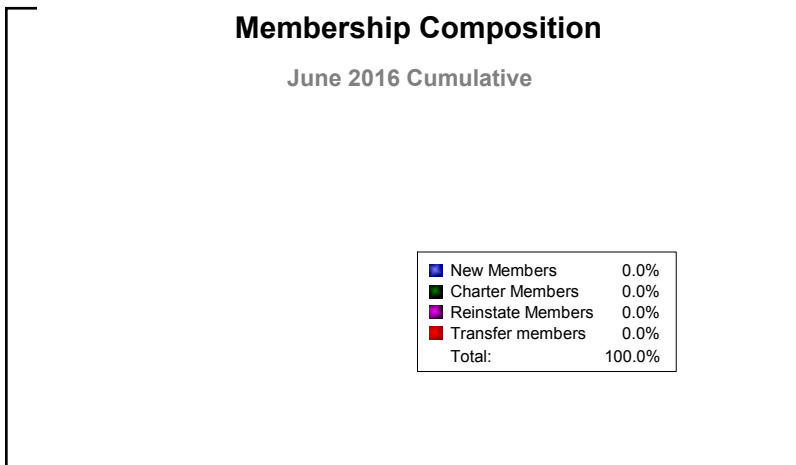 Membership Composition
June 2016 Cumulative
New Members 0.0%
Charter Members 0.0%
Reinstate Members 0.0%
Transfer members 0.0%
Total: 100.0%